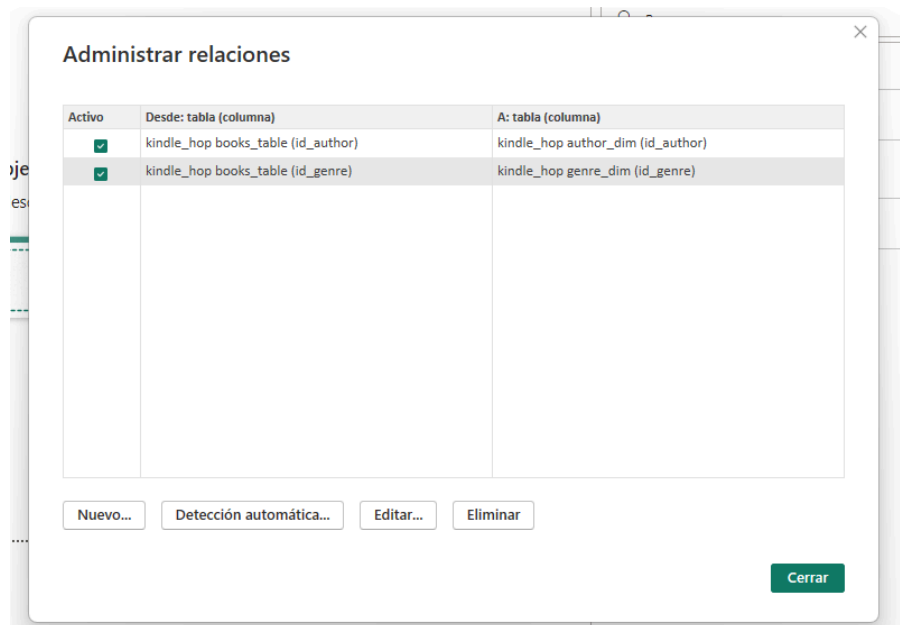 Administrar relaciones
Activo Desde: tabla (columna) A: tabla (columna)
kindle_hop books_table (id_author) kindle_hop author_dim (id_author)
kindle_hop books_table (id_genre) kindle_hop genre_dim (id_genre)
Nuevo... Detección automática... Editar... Eliminar
Cerrar